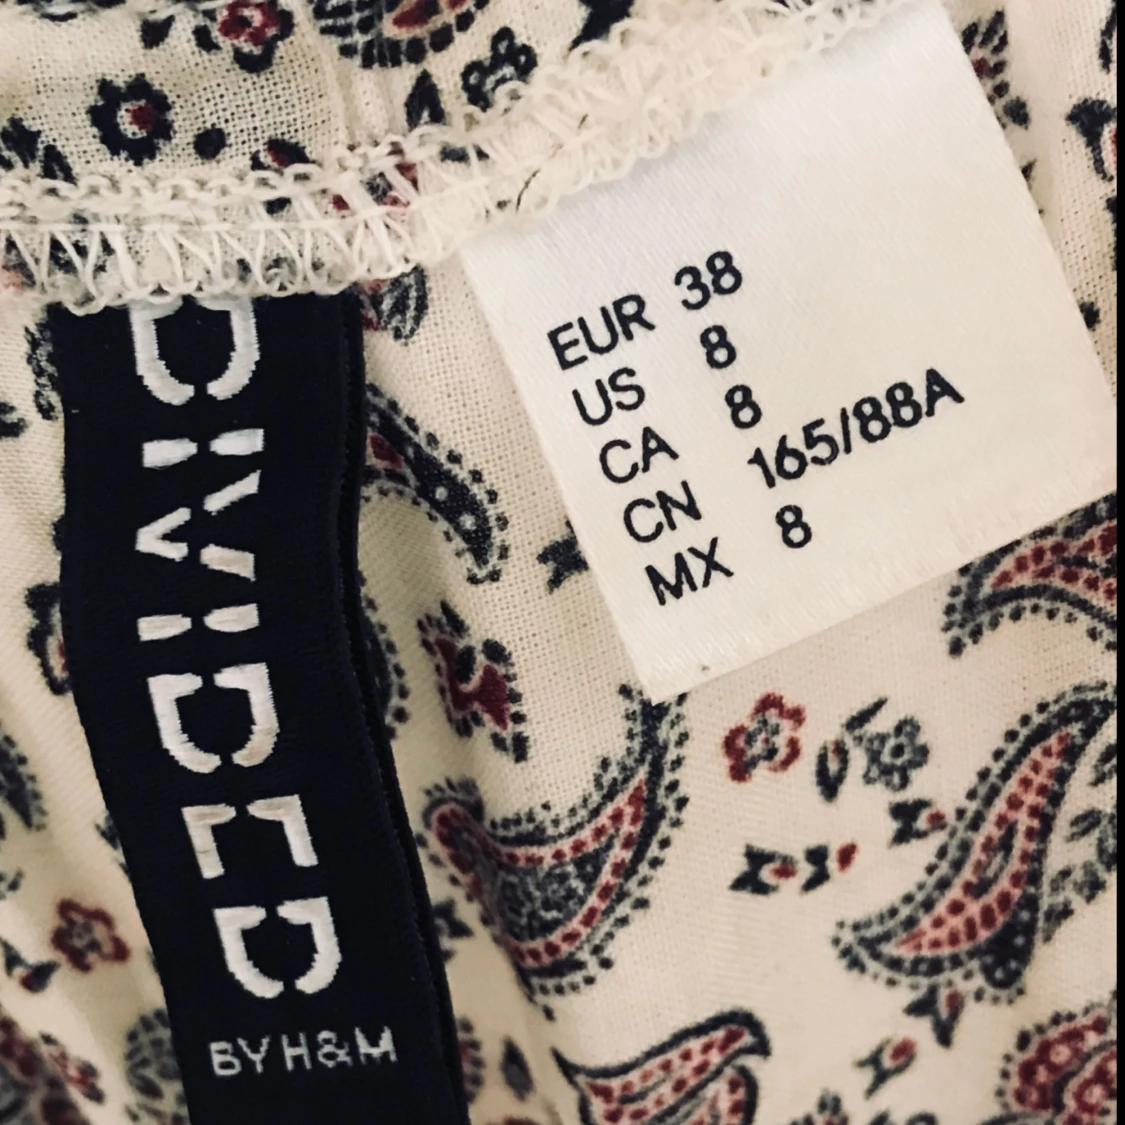 DIVIDED
BY H&M
EUR 38
US 8
CA 8
CN 165/88A
MX 8